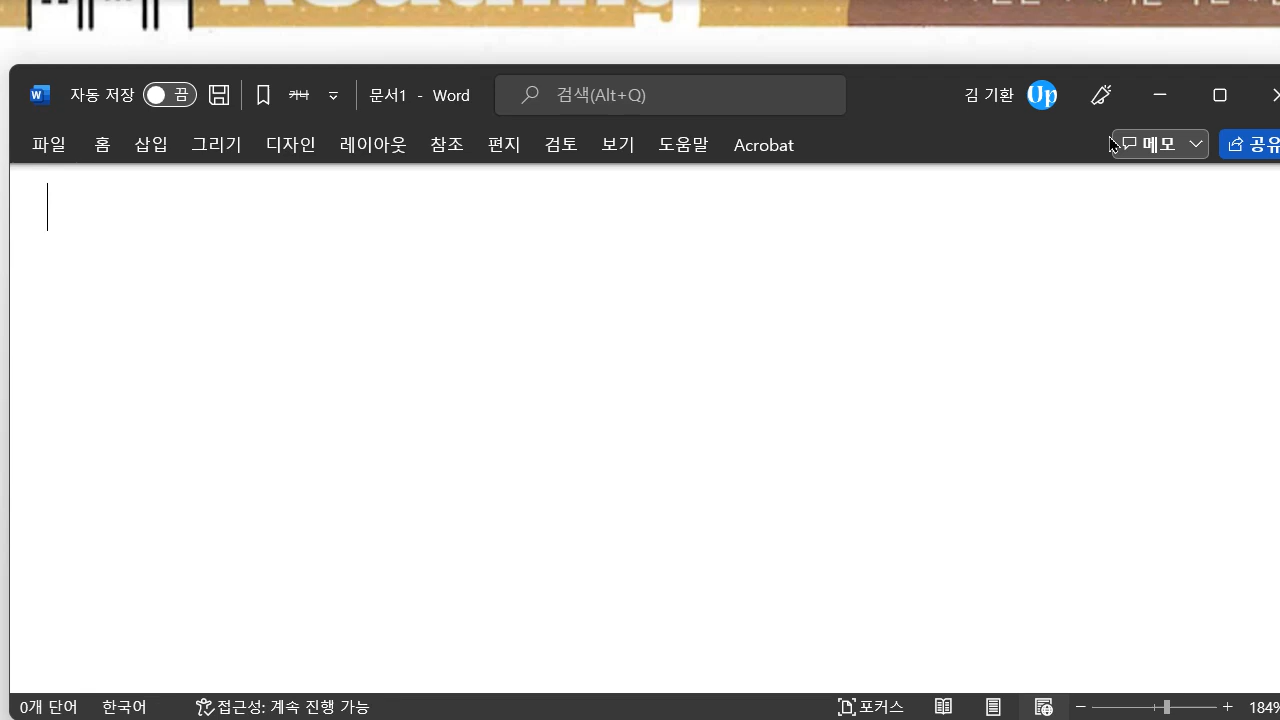 자동 저장 끔 가나 문서1 - Word 검색(Alt+Q) 김 기환 Up
파일 홈 삽입 그리기 디자인 레이아웃 참조 편지 검토 보기 도움말 Acrobat 메모 공유
0개 단어 한국어 접근성: 계속 진행 가능 포커스 184%